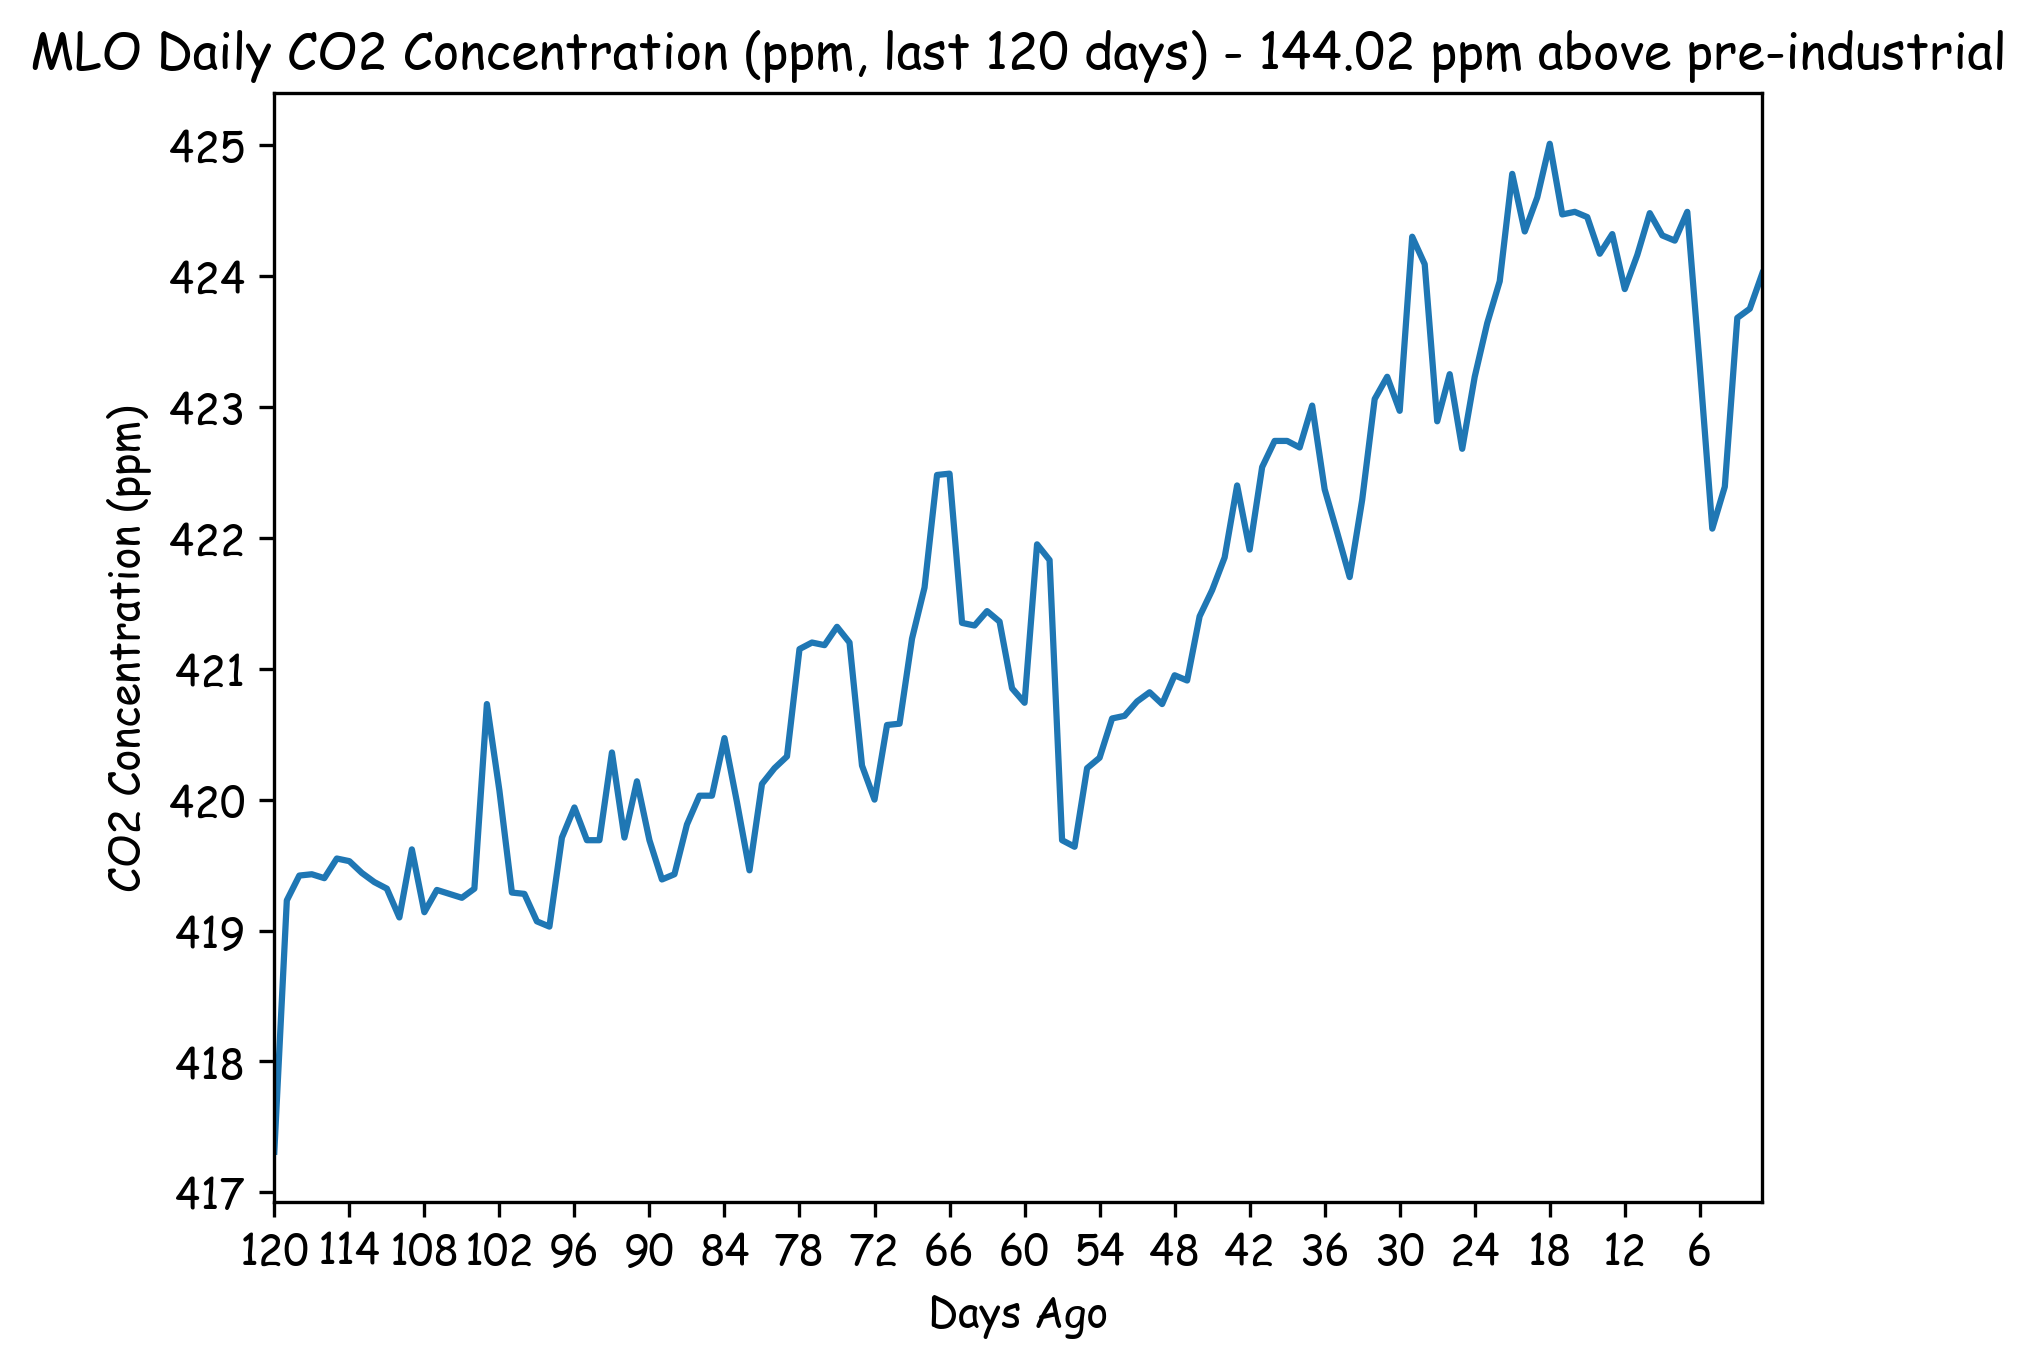 MLO Daily CO2 Concentration (ppm, last 120 days) - 144.02 ppm above pre-industrial
425
424
423
422
421
420
419
418
417
CO2 Concentration (ppm)
120 114 108 102 96 90 84 78 72 66 60 54 48 42 36 30 24 18 12 6
Days Ago